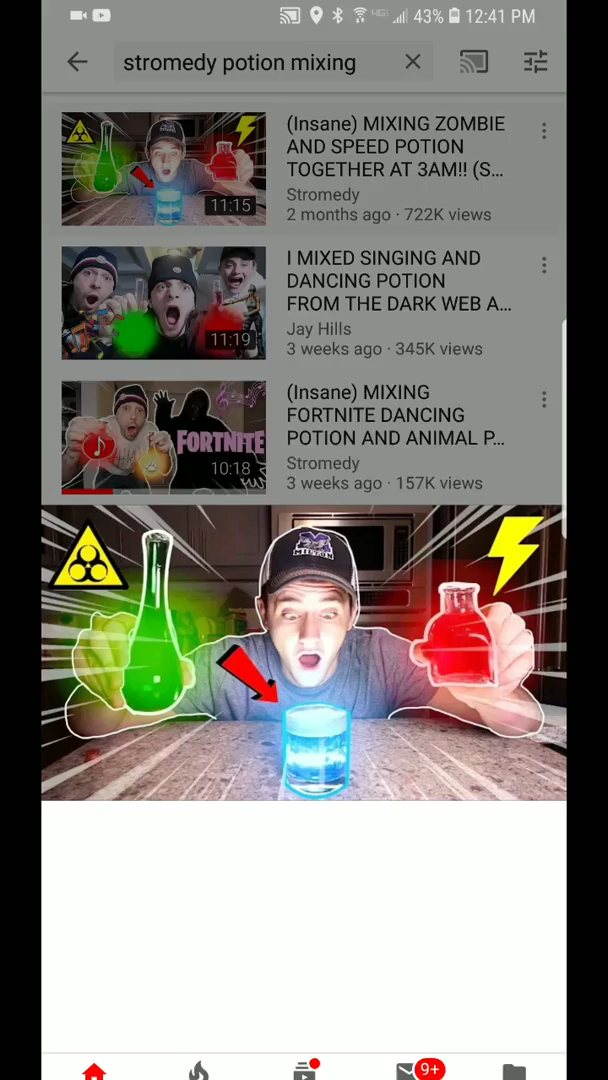 43% 12:41 PM
stromedy potion mixing
(Insane) MIXING ZOMBIE
AND SPEED POTION
TOGETHER AT 3AM!! (S...
11:15
Stromedy
2 months ago · 722K views
I MIXED SINGING AND
DANCING POTION
FROM THE DARK WEB A...
11:19
Jay Hills
3 weeks ago · 345K views
(Insane) MIXING
FORTNITE DANCING
POTION AND ANIMAL P...
FORTNITE
10:18
Stromedy
3 weeks ago · 157K views
MILTON
9+